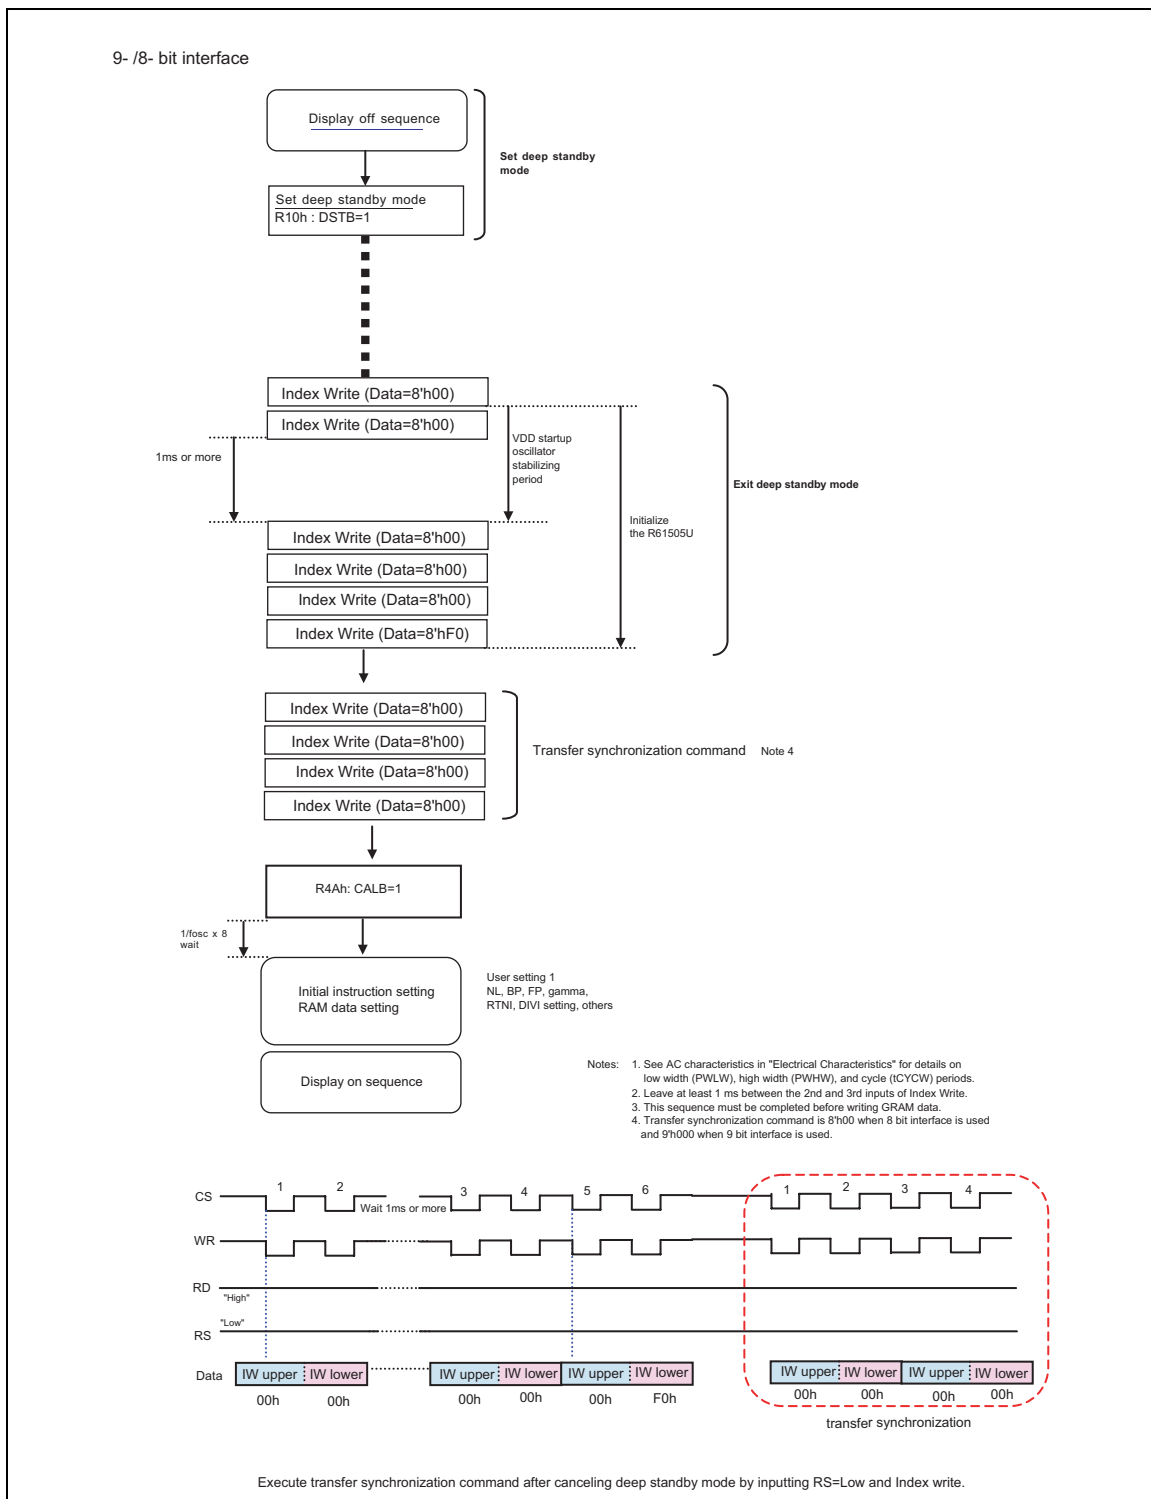 9- /8- bit interface
Display off sequence
Set deep standby
mode
Set deep standby mode
R10h : DSTB=1
Index Write (Data=8'h00)
Index Write (Data=8'h00)
1ms or more
VDD startup
oscillator
stabilizing
period
Exit deep standby mode
Initialize
the R61505U
Index Write (Data=8'h00)
Index Write (Data=8'h00)
Index Write (Data=8'h00)
Index Write (Data=8'hF0)
Index Write (Data=8'h00)
Index Write (Data=8'h00)
Index Write (Data=8'h00)
Index Write (Data=8'h00)
Transfer synchronization command Note 4
R4Ah: CALB=1
1/fosc x 8
wait
Initial instruction setting
RAM data setting
User setting 1
NL, BP, FP, gamma,
RTNI, DIVI setting, others
Display on sequence
Notes: 1. See AC characteristics in "Electrical Characteristics" for details on
low width (PWLW), high width (PWHW), and cycle (tCYCW) periods.
2. Leave at least 1 ms between the 2nd and 3rd inputs of Index Write.
3. This sequence must be completed before writing GRAM data.
4. Transfer synchronization command is 8'h00 when 8 bit interface is used
and 9'h000 when 9 bit interface is used.
CS 1 2 3 4 5 6 1 2 3 4
Wait 1ms or more
WR
RD
"High"
"Low"
RS
Data IW upper IW lower IW upper IW lower IW upper IW lower IW upper IW lower IW upper IW lower
00h 00h 00h 00h 00h F0h 00h 00h 00h 00h
transfer synchronization
Execute transfer synchronization command after canceling deep standby mode by inputting RS=Low and Index write.